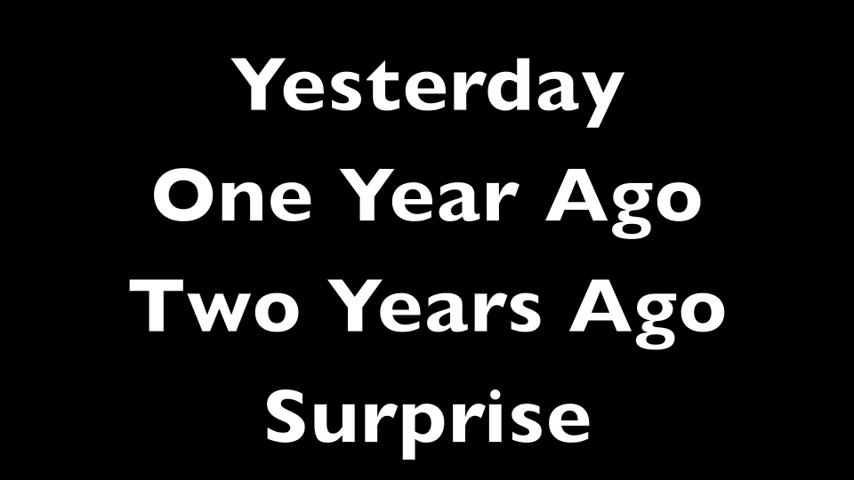 Yesterday
One Year Ago
Two Years Ago
Surprise